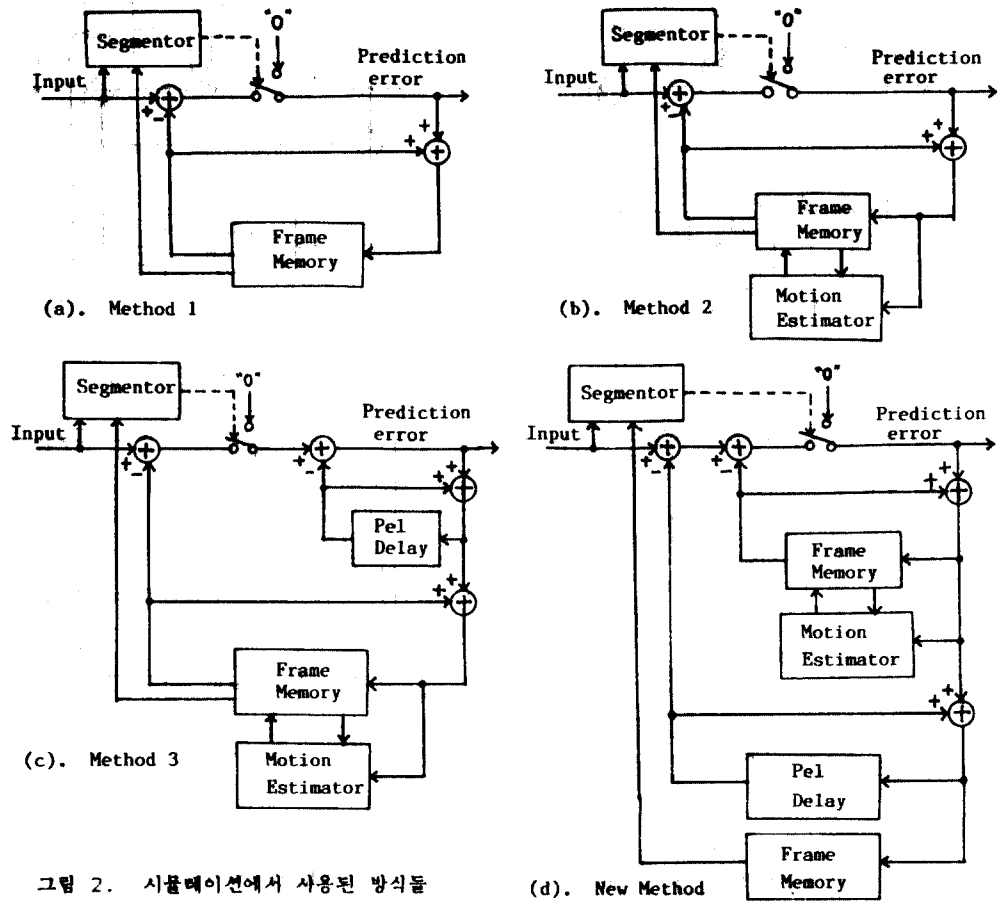 "0"
Segmentor
Prediction
error
Input
+
-
+
+
Frame
Memory
(a). Method 1
"0"
Segmentor
Prediction
error
Input
+
-
+
+
Frame
Memory
Motion
Estimator
(b). Method 2
"0"
Segmentor
Prediction
error
Input
+
-
+
-
+
+
Pel
Delay
+
+
Frame
Memory
Motion
Estimator
(c). Method 3
"0"
Segmentor
Prediction
error
Input
+
-
+
-
+
+
Frame
Memory
Motion
Estimator
+
+
Pel
Delay
Frame
Memory
(d). New Method
그림 2. 시뮬레이션에서 사용된 방식들